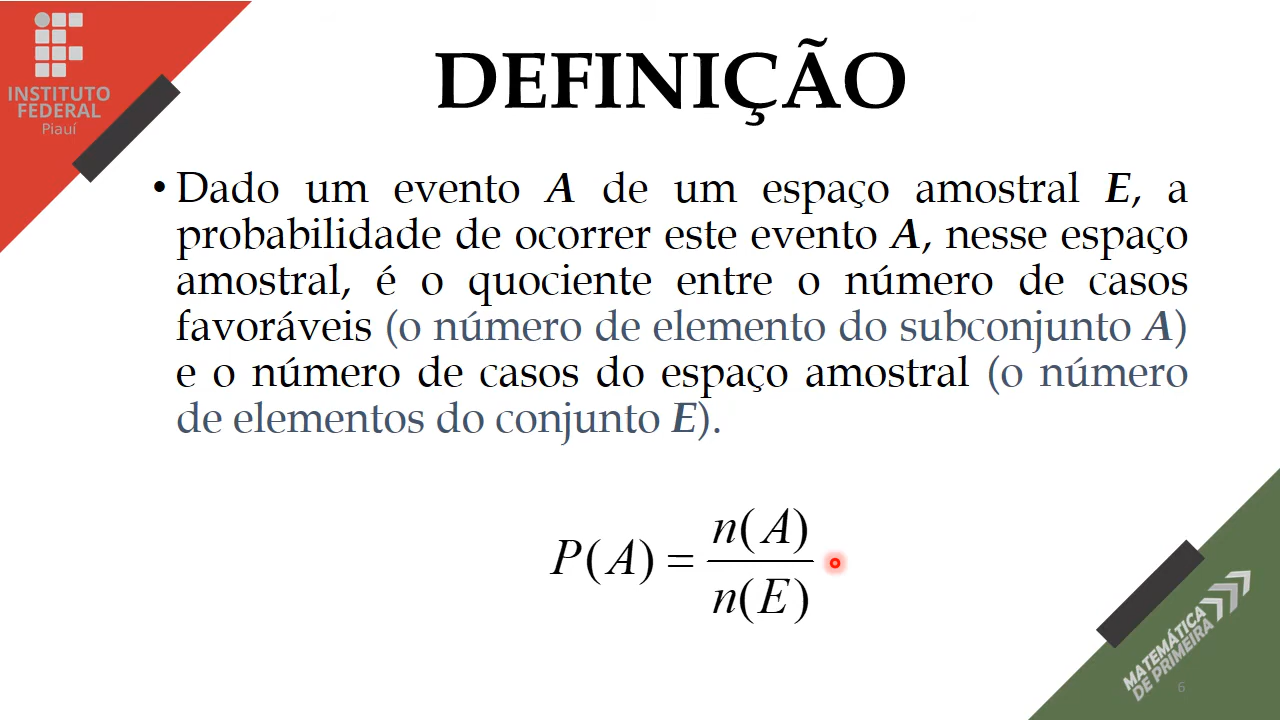 INSTITUTO
FEDERAL
Piauí
DEFINIÇÃO
• Dado um evento A de um espaço amostral E, a
probabilidade de ocorrer este evento A, nesse espaço
amostral, é o quociente entre o número de casos
favoráveis (o número de elemento do subconjunto A)
e o número de casos do espaço amostral (o número
de elementos do conjunto E).
P(A) = n(A)/n(E)
MATEMÁTICA
DE PRIMEIRA
6